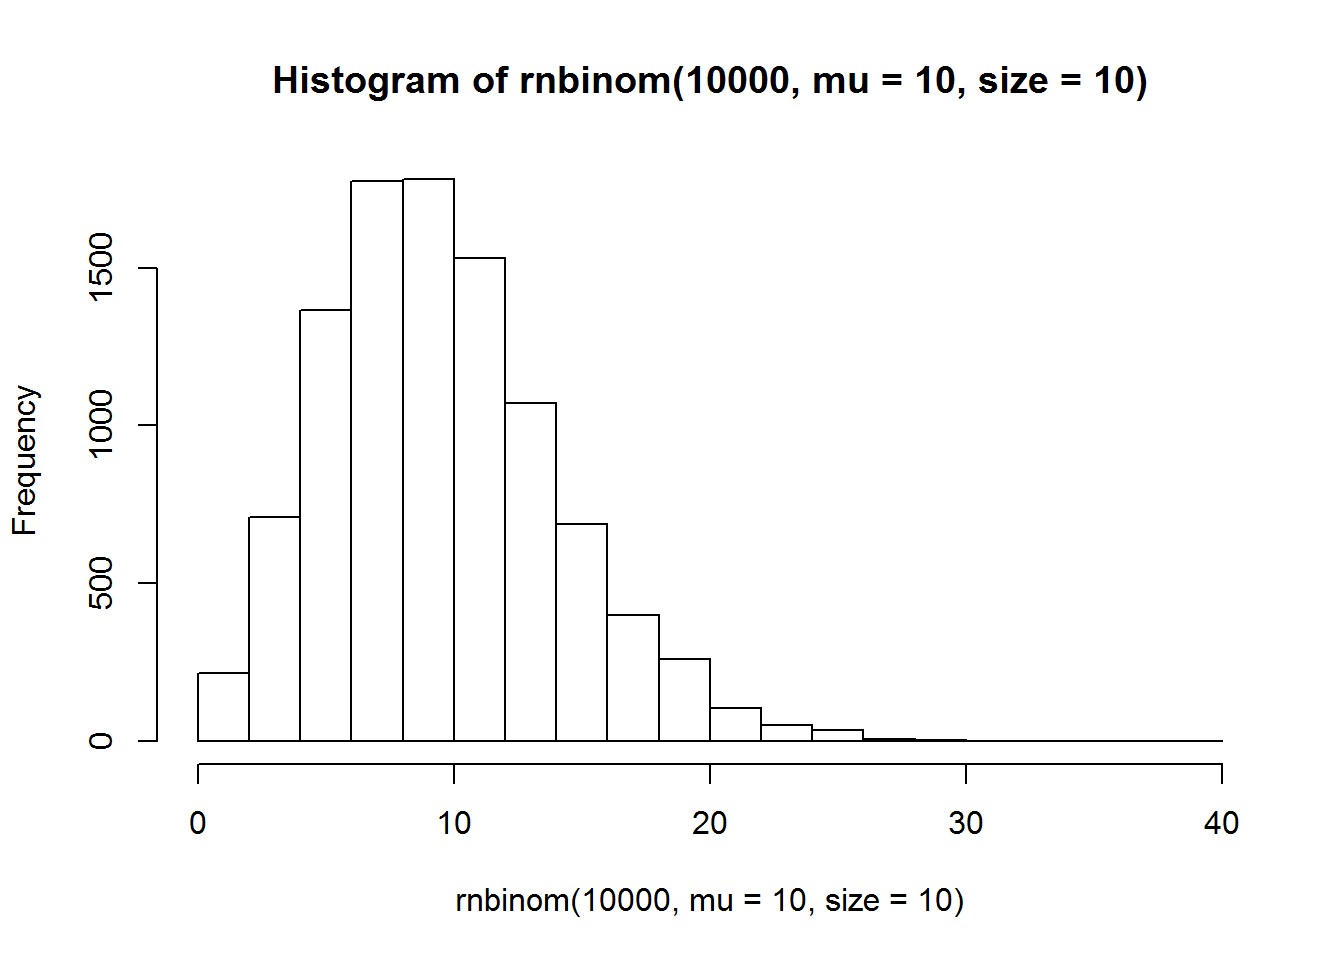 Histogram of rnbinom(10000, mu = 10, size = 10)
Frequency
1500
1000
500
0
0 10 20 30 40
rnbinom(10000, mu = 10, size = 10)